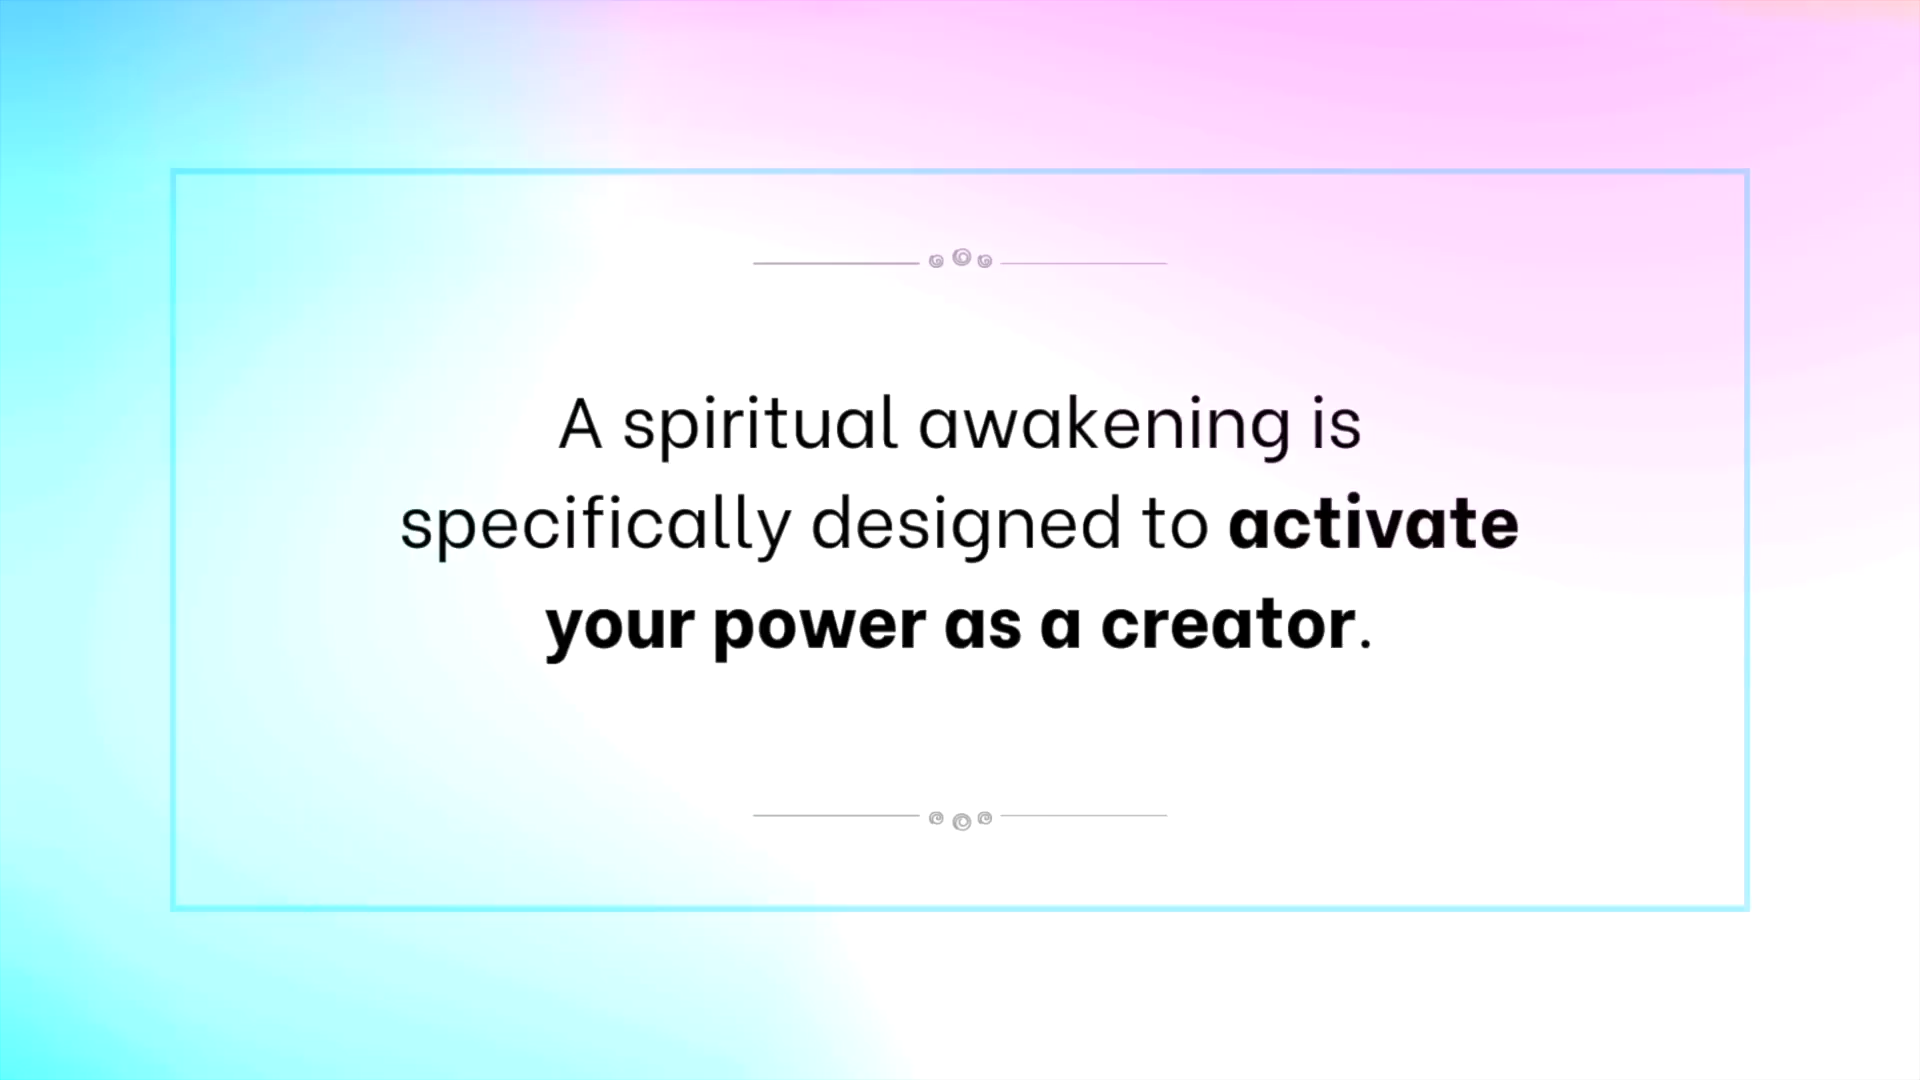 A spiritual awakening is
specifically designed to activate
your power as a creator.